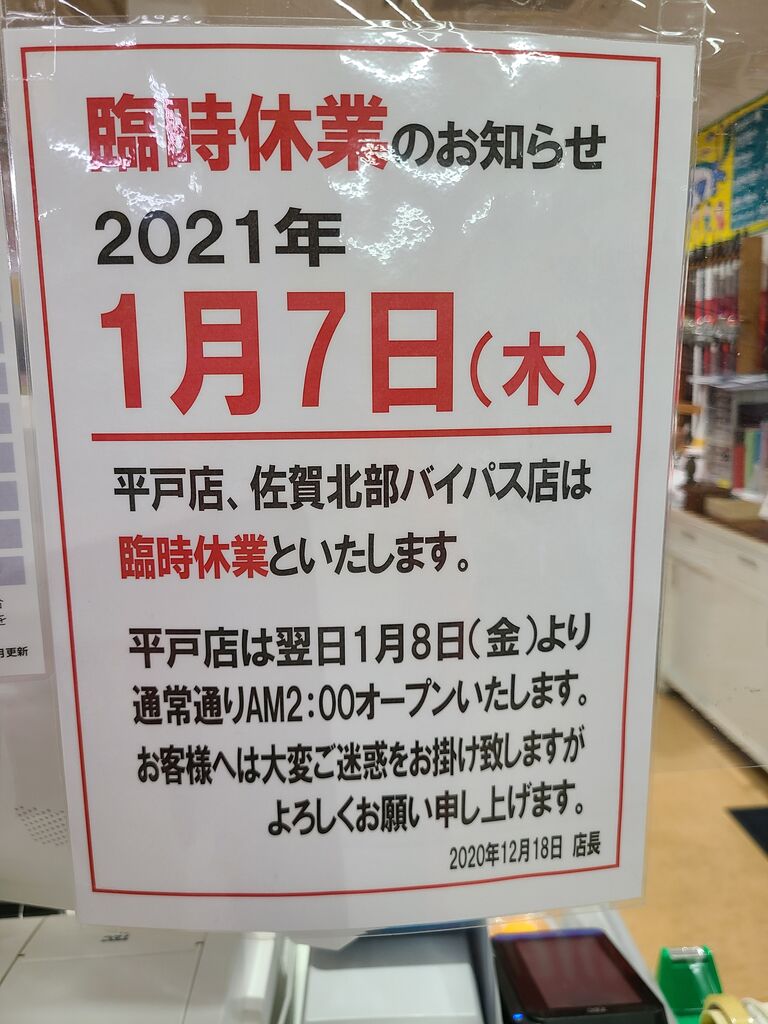 臨時休業のお知らせ
2021年
1月7日(木)
平戸店、佐賀北部バイパス店は
臨時休業といたします。
平戸店は翌日1月8日(金)より
通常通りAM2:00オープンいたします。
お客様へは大変ご迷惑をお掛け致しますが
よろしくお願い申し上げます。
2020年12月18日 店長
を
月更新